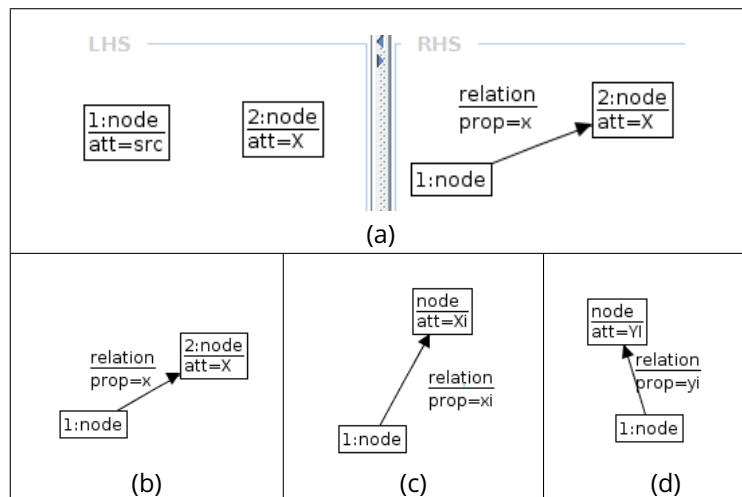 LHS
RHS
1:node
att=src
2:node
att=X
relation
prop=x
2:node
att=X
1:node
(a)
relation
prop=x
2:node
att=X
1:node
(b)
node
att=Xi
relation
prop=xi
1:node
(c)
node
att=YI
relation
prop=yi
1:node
(d)